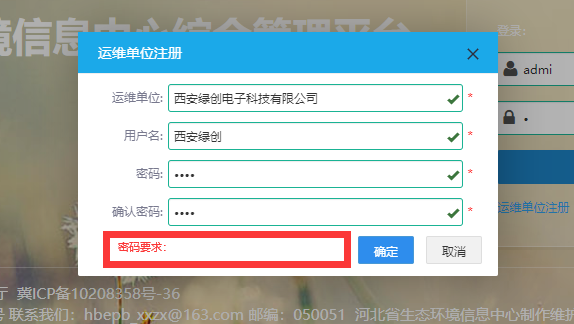 境信息中心综合管理平台
登录:
运维单位注册
运维单位: 西安绿创电子科技有限公司 *
admi
用户名: 西安绿创 *
密码: •••• *
确认密码: •••• *
运维单位注册
密码要求:
确定
取消
厅 冀ICP备10208358号-36
号 联系我们: hbepb_xxzx@163.com 邮编: 050051 河北省生态环境信息中心制作维护